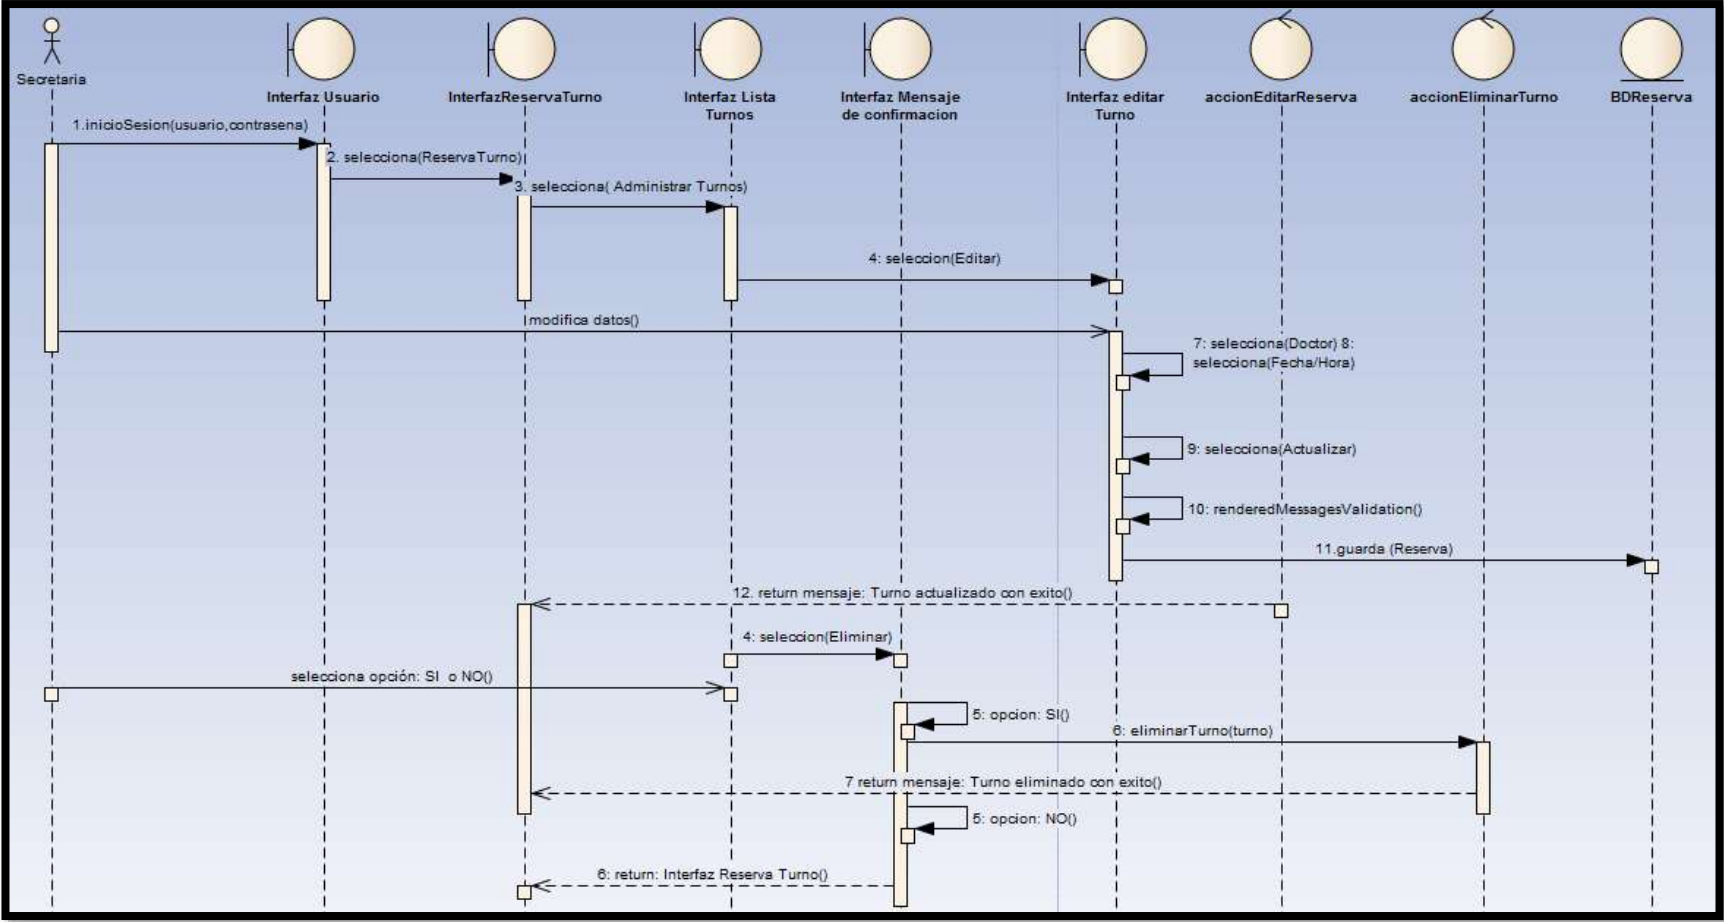 Secretaria
Interfaz Usuario
InterfazReservaTurno
Interfaz Lista
Turnos
Interfaz Mensaje
de confirmacion
Interfaz editar
Turno
accionEditarReserva
accionEliminarTurno
BDReserva
1.inicioSesion(usuario,contrasena)
2. selecciona(ReservaTurno)
3. selecciona( Administrar Turnos)
4: seleccion(Editar)
modifica datos()
7: selecciona(Doctor) 8:
selecciona(Fecha/Hora)
9: selecciona(Actualizar)
10: renderedMessagesValidation()
11.guarda (Reserva)
12. return mensaje: Turno actualizado con exito()
4: seleccion(Eliminar)
selecciona opción: SI o NO()
5: opcion: SI()
6: eliminarTurno(turno)
7 return mensaje: Turno eliminado con exito()
5: opcion: NO()
6: return: Interfaz Reserva Turno()